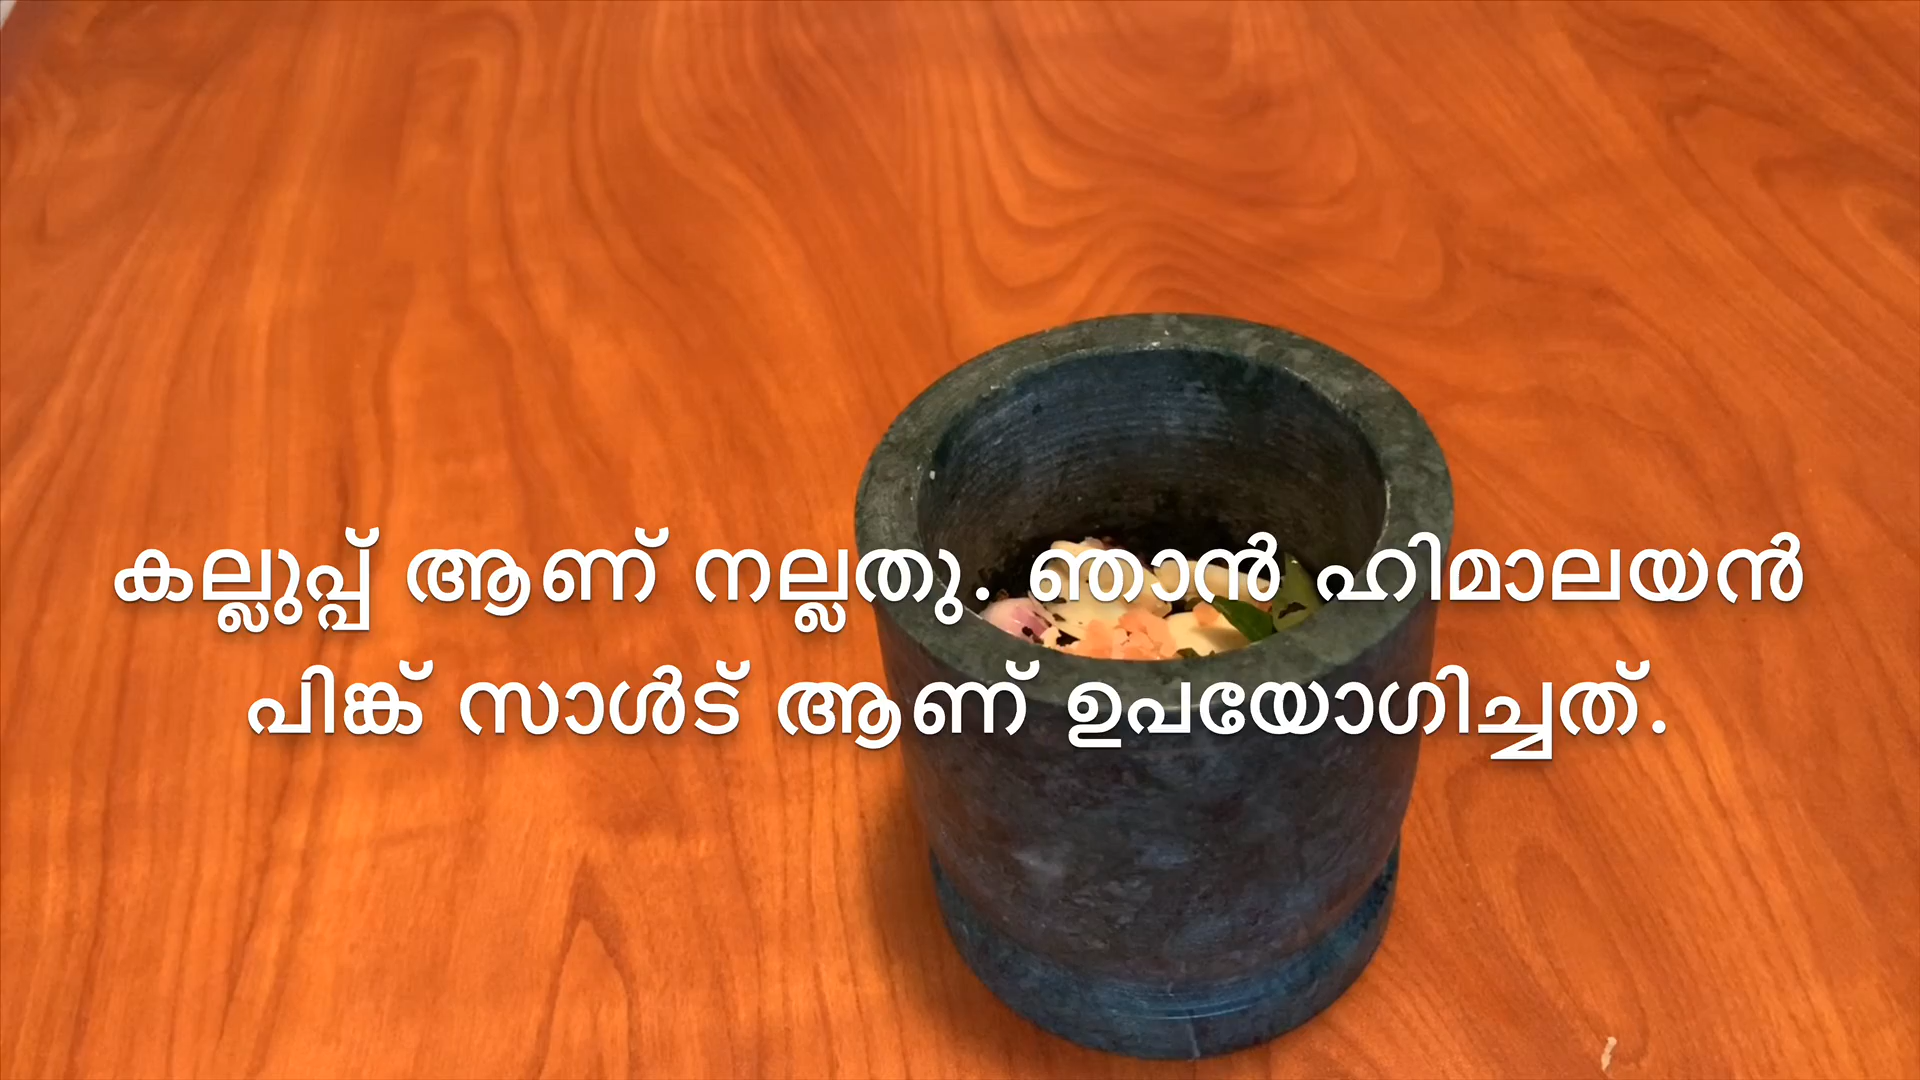 കല്ലുപ്പ് ആണ് നല്ലതു. ഞാൻ ഹിമാലയൻ
പിങ്ക് സാൾട് ആണ് ഉപയോഗിച്ചത്.